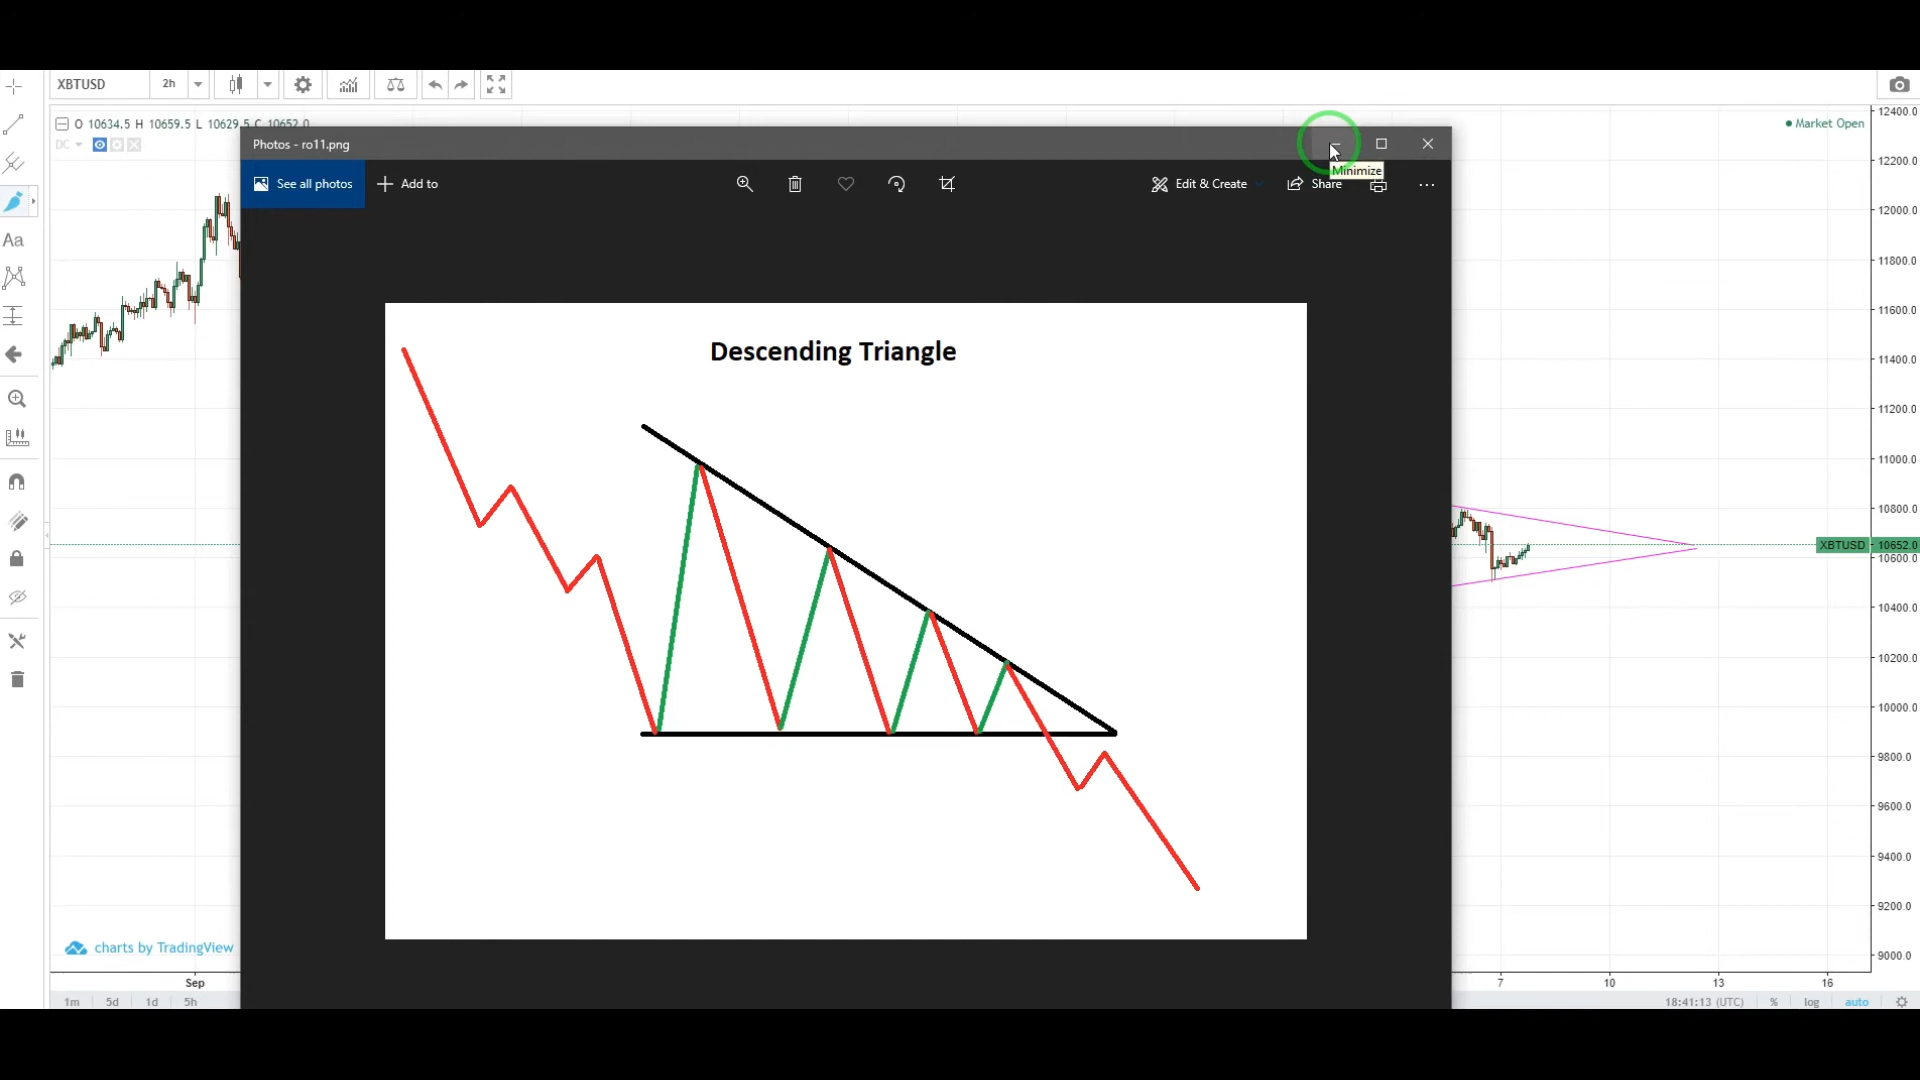 XBTUSD 2h
O 10634.5 H 10659.5 L 10629.5 C 10652.0
DC
Market Open
Photos - ro11.png
Minimize
See all photos
Add to
Edit & Create
Share
Aa
Descending Triangle
12400.0
12200.0
12000.0
11800.0
11600.0
11400.0
11200.0
11000.0
10800.0
XBTUSD 10652.0
10600.0
10400.0
10200.0
10000.0
9800.0
9600.0
9400.0
9200.0
9000.0
charts by TradingView
Sep 7 10 13 16
1m 5d 1d 5h
18:41:13 (UTC) % log auto